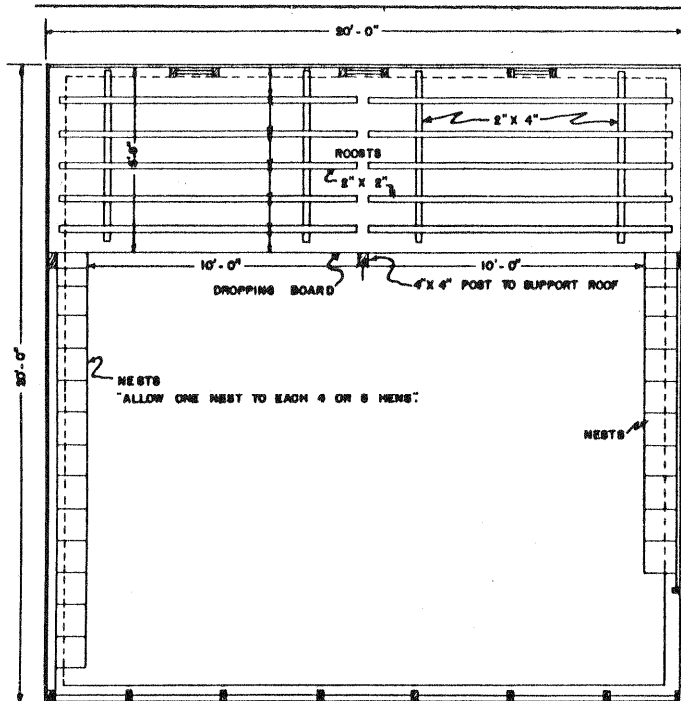 20'-0"
2" X 4"
ROOSTS
2" X 2"
10'-0"
10'-0"
DROPPING BOARD
4"X 4" POST TO SUPPORT ROOF
20'-0"
NESTS
"ALLOW ONE NEST TO EACH 4 OR 5 HENS".
NESTS